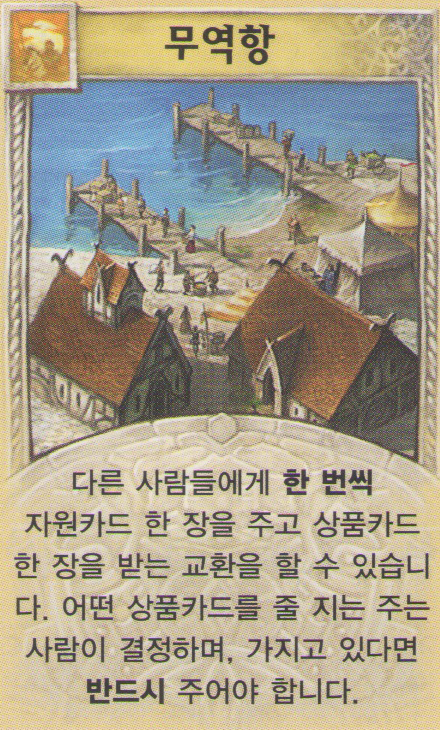 무역항
다른 사람들에게 한 번씩
자원카드 한 장을 주고 상품카드
한 장을 받는 교환을 할 수 있습니
다. 어떤 상품카드를 줄 지는 주는
사람이 결정하며, 가지고 있다면
반드시 주어야 합니다.